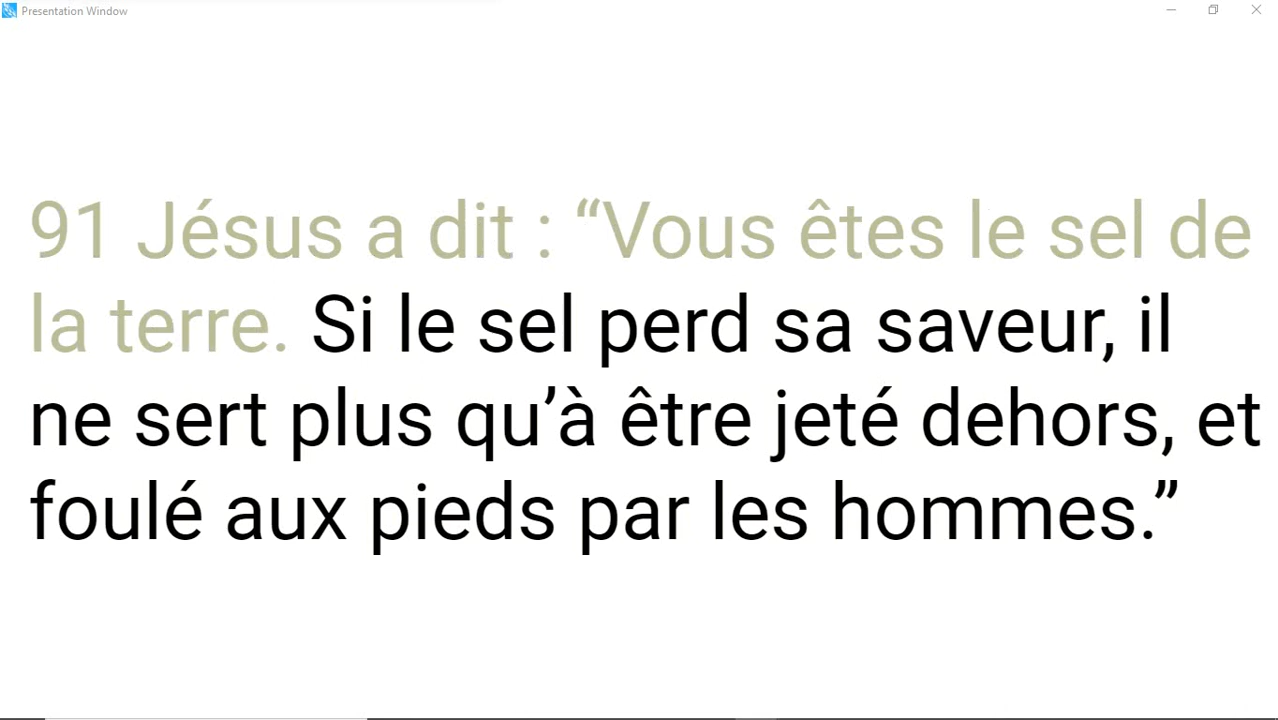 Presentation Window
91 Jésus a dit : “Vous êtes le sel de
la terre. Si le sel perd sa saveur, il
ne sert plus qu’à être jeté dehors, et
foulé aux pieds par les hommes.”